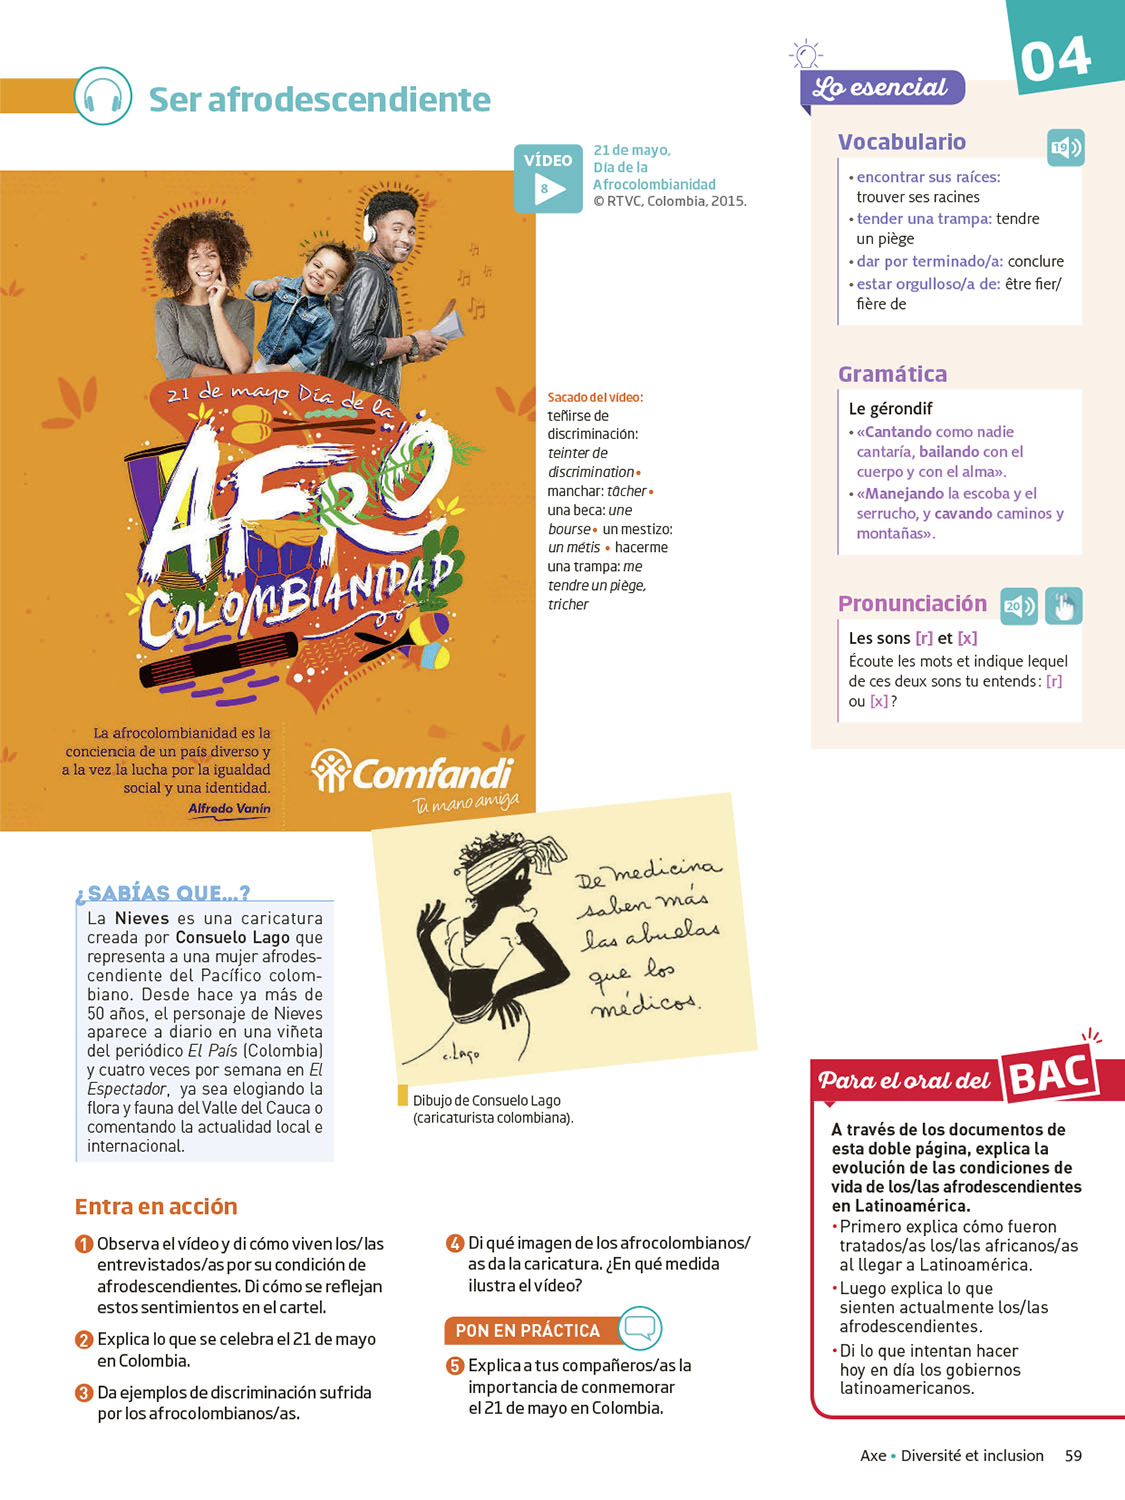 04
Ser afrodescendiente
VÍDEO
8
21 de mayo,
Día de la
Afrocolombianidad
© RTVC, Colombia, 2015.
21 de mayo Día de la
AFRO
COLOMBIANIDAD
La afrocolombianidad es la
conciencia de un país diverso y
a la vez la lucha por la igualdad
social y una identidad.
Alfredo Vanín
Comfandi
Tu mano amiga
Sacado del vídeo:
teñirse de
discriminación:
teinter de
discrimination •
manchar: tâcher •
una beca: une
bourse • un mestizo:
un métis • hacerme
una trampa: me
tendre un piège,
tricher
Lo esencial
Vocabulario
19
• encontrar sus raíces:
trouver ses racines
• tender una trampa: tendre
un piège
• dar por terminado/a: conclure
• estar orgulloso/a de: être fier/
fière de
Gramática
Le gérondif
• «Cantando como nadie
cantaría, bailando con el
cuerpo y con el alma».
• «Manejando la escoba y el
serrucho, y cavando caminos y
montañas».
Pronunciación
20
Les sons [r] et [x]
Écoute les mots et indique lequel
de ces deux sons tu entends : [r]
ou [x] ?
¿SABÍAS QUE...?
La Nieves es una caricatura
creada por Consuelo Lago que
representa a una mujer afrodes-
cendiente del Pacífico colom-
biano. Desde hace ya más de
50 años, el personaje de Nieves
aparece a diario en una viñeta
del periódico El País (Colombia)
y cuatro veces por semana en El
Espectador, ya sea elogiando la
flora y fauna del Valle del Cauca o
comentando la actualidad local e
internacional.
De medicina
saben más
las abuelas
que los
médicos.
C. Lago
Dibujo de Consuelo Lago
(caricaturista colombiana).
Entra en acción
1 Observa el vídeo y di cómo viven los/las
entrevistados/as por su condición de
afrodescendientes. Di cómo se reflejan
estos sentimientos en el cartel.
2 Explica lo que se celebra el 21 de mayo
en Colombia.
3 Da ejemplos de discriminación sufrida
por los afrocolombianos/as.
4 Di qué imagen de los afrocolombianos/
as da la caricatura. ¿En qué medida
ilustra el vídeo?
PON EN PRÁCTICA
5 Explica a tus compañeros/as la
importancia de conmemorar
el 21 de mayo en Colombia.
Para el oral del BAC
A través de los documentos de
esta doble página, explica la
evolución de las condiciones de
vida de los/las afrodescendientes
en Latinoamérica.
• Primero explica cómo fueron
tratados/as los/las africanos/as
al llegar a Latinoamérica.
• Luego explica lo que
sienten actualmente los/las
afrodescendientes.
• Di lo que intentan hacer
hoy en día los gobiernos
latinoamericanos.
Axe • Diversité et inclusion 59